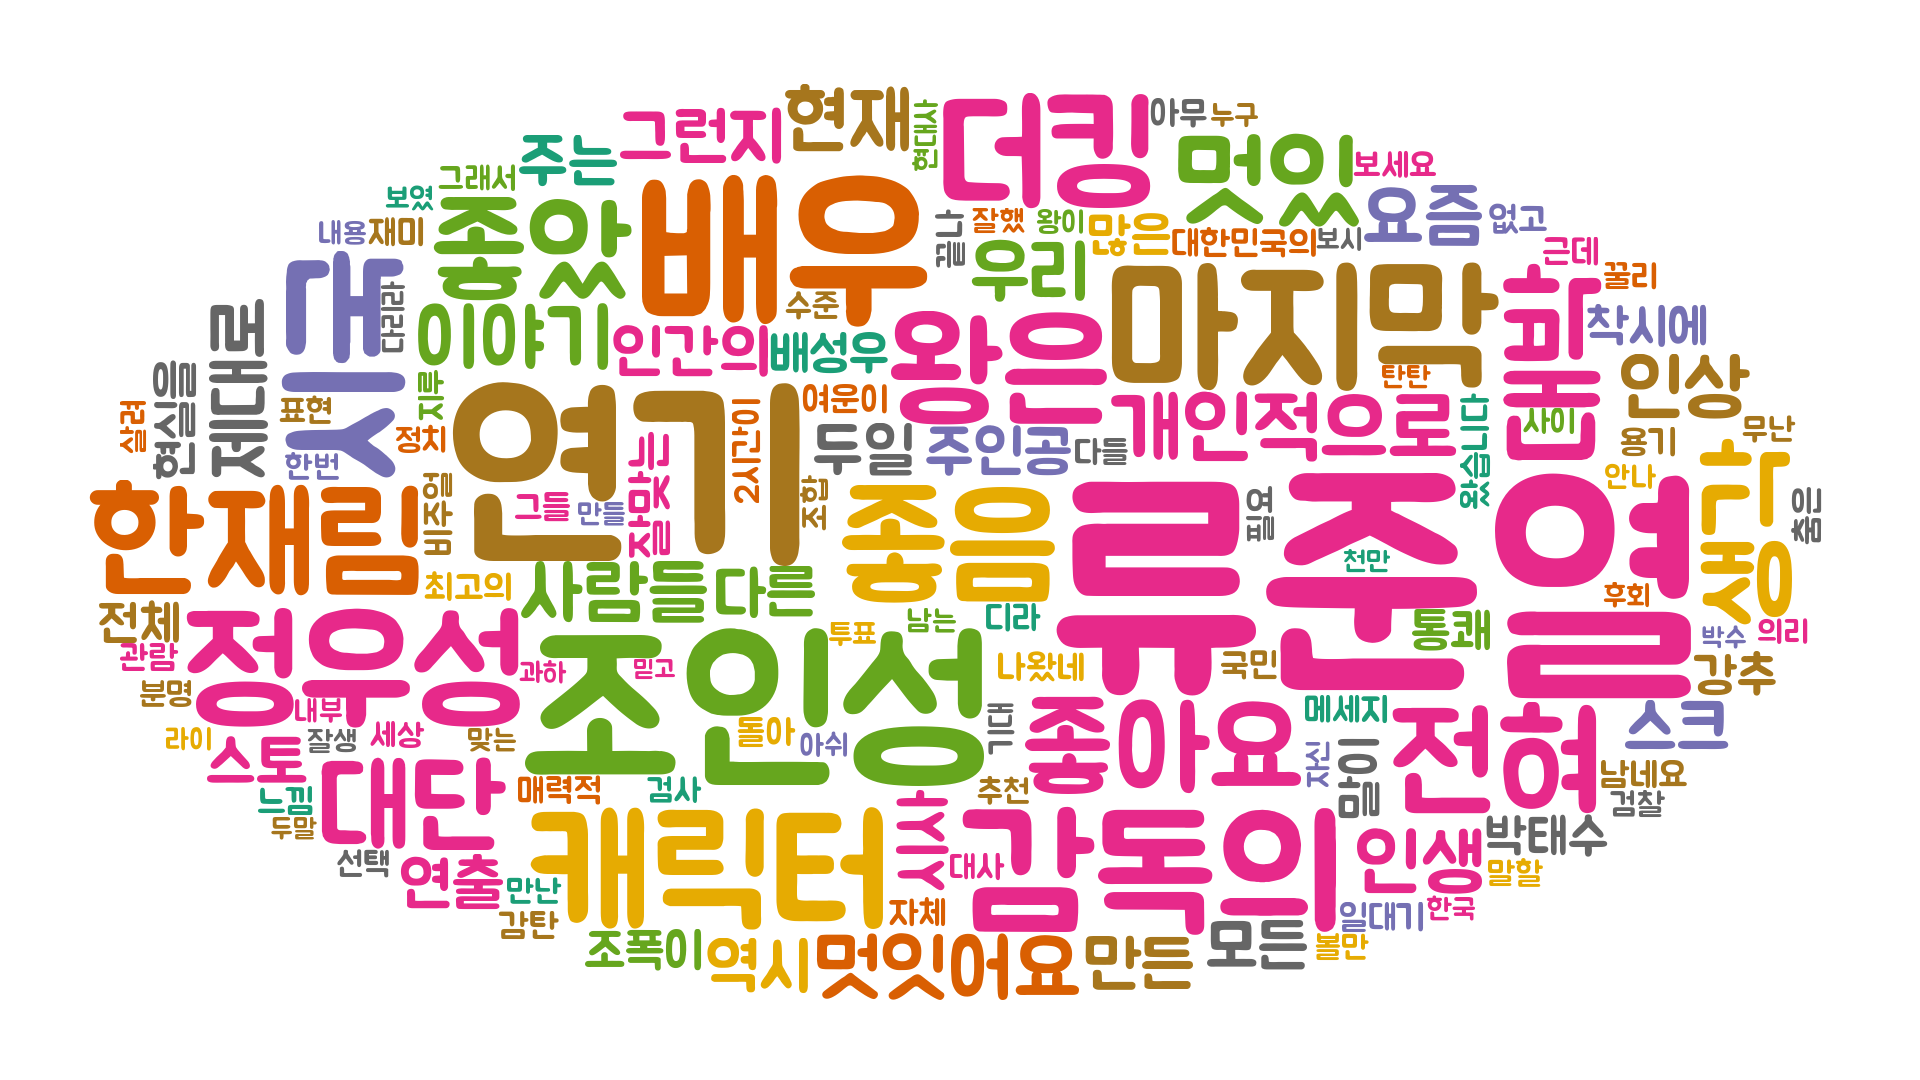 현재
더킹
아무
누구
그런지
현대사
주는
멋있
보세요
그래서
보였
좋았
배우
끝나
잘했
왕이
많은
대한민국의
보시
요즘
없고
내용
재미
우리
근데
꿀리
다리라
수준
마지막
제대로
이야기
인간의
배성우
왕은
착시에
현실을
표현
지루
연기
여운이
탄탄
인상
살려
정치
2시간이
개인적으로
왔습니다
사이
무난
용기
한번
잘맞는
두일
주인공
다들
안나
한재림
비주얼
그들
만들
조합
좋음
필요
류준열
춤은
천만
최고의
사람들
다른
후회
전체
정우성
남는
디라
통쾌
박수
의리
관람
과하
믿고
조인성
투표
나왔네
국민
강추
분명
내부
그대
좋아요
메세지
전혀
스크
라이
잘생
세상
맞는
돌아
아쉬
자신
많이
스토
대단
매력적
검사
추천
남네요
검찰
느낌
두말
캐릭터
감독의
박태수
선택
연출
만난
대사
인생
말할
감탄
자체
일대기
한국
조폭이
역시
멋잇어요
만든
모든
볼만